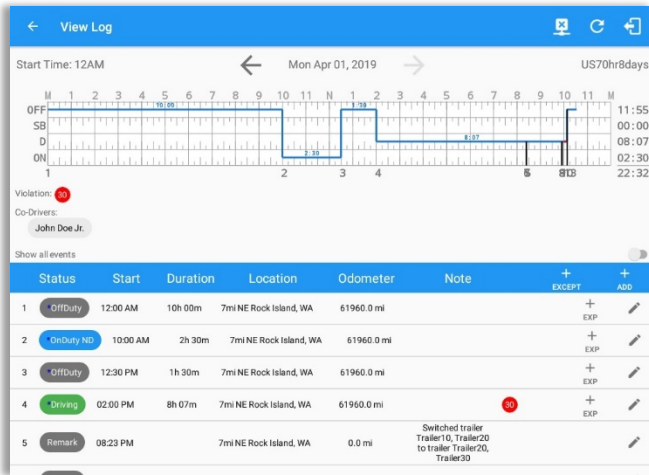 View Log
Start Time: 12AM Mon Apr 01, 2019 US70hr8days
M 1 2 3 4 5 6 7 8 9 10 11 N 1 2 3 4 5 6 7 8 9 10 11 M
OFF 10:00 1:30 11:55
SB 00:00
D 8:07 08:07
ON 2:30 02:30
1 2 3 4 22:32
Violation: 30
Co-Drivers:
John Doe Jr.
Show all events
Status Start Duration Location Odometer Note + EXCEPT + ADD
1 *OffDuty 12:00 AM 10h 00m 7mi NE Rock Island, WA 61960.0 mi + EXP
2 *OnDuty ND 10:00 AM 2h 30m 7mi NE Rock Island, WA 61960.0 mi + EXP
3 *OffDuty 12:30 PM 1h 30m 7mi NE Rock Island, WA 61960.0 mi + EXP
4 *Driving 02:00 PM 8h 07m 7mi NE Rock Island, WA 61960.0 mi 30 + EXP
5 Remark 08:23 PM 7mi NE Rock Island, WA 0.0 mi Switched trailer
Trailer10, Trailer20
to trailer Trailer20,
Trailer30